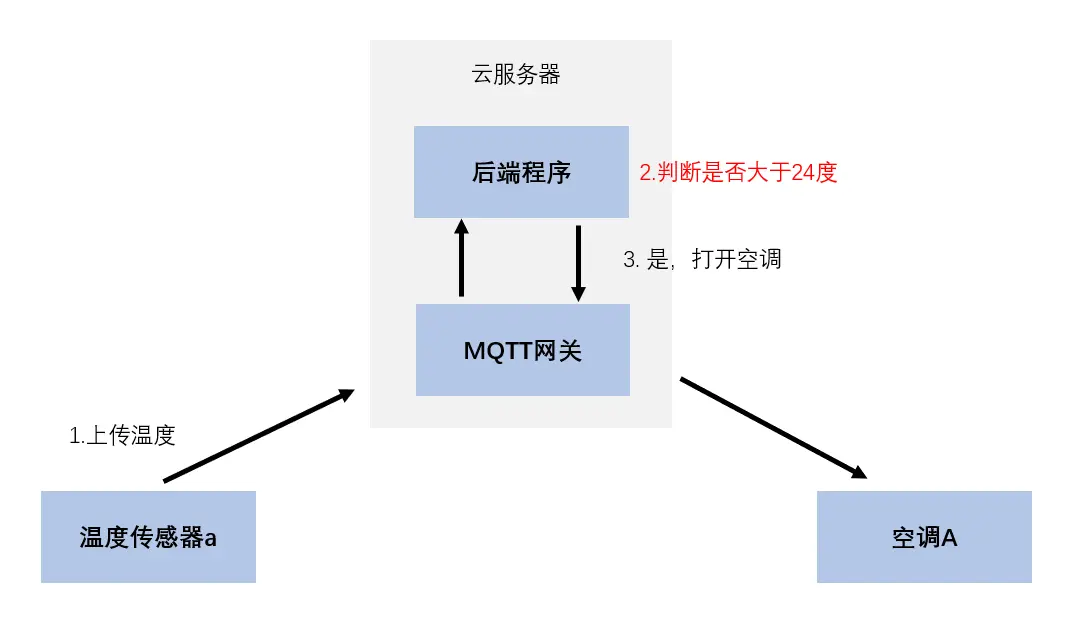 云服务器
后端程序
2.判断是否大于24度
3. 是，打开空调
MQTT网关
1.上传温度
温度传感器a
空调A